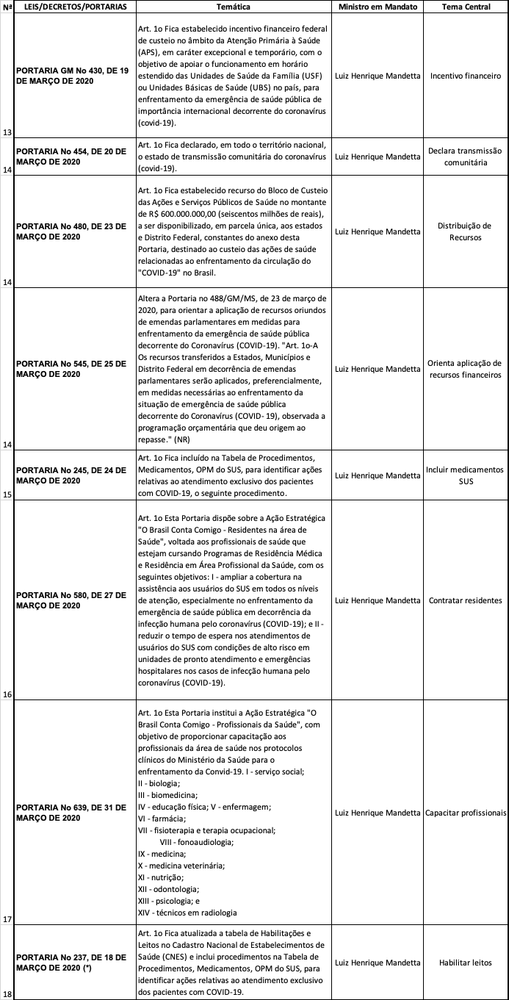 Nª LEIS/DECRETOS/PORTARIAS Temática Ministro em Mandato Tema Central
13
PORTARIA GM No 430, DE 19
DE MARÇO DE 2020
Art. 1o Fica estabelecido incentivo financeiro federal
de custeio no âmbito da Atenção Primária à Saúde
(APS), em caráter excepcional e temporário, com o
objetivo de apoiar o funcionamento em horário
estendido das Unidades de Saúde da Família (USF)
ou Unidades Básicas de Saúde (UBS) no país, para
enfrentamento da emergência de saúde pública de
importância internacional decorrente do coronavírus
(covid-19).
Luiz Henrique Mandetta
Incentivo financeiro
14
PORTARIA No 454, DE 20 DE
MARÇO DE 2020
Art. 1o Fica declarado, em todo o território nacional,
o estado de transmissão comunitária do coronavírus
(covid-19).
Luiz Henrique Mandetta
Declara transmissão
comunitária
14
PORTARIA No 480, DE 23 DE
MARÇO DE 2020
Art. 1o Fica estabelecido recurso do Bloco de Custeio
das Ações e Serviços Públicos de Saúde no montante
de R$ 600.000.000,00 (seiscentos milhões de reais),
a ser disponibilizado, em parcela única, aos estados
e Distrito Federal, constantes do anexo desta
Portaria, destinado ao custeio das ações de saúde
relacionadas ao enfrentamento da circulação do
"COVID-19" no Brasil.
Luiz Henrique Mandetta
Distribuição de
Recursos
14
PORTARIA No 545, DE 25 DE
MARÇO DE 2020
Altera a Portaria no 488/GM/MS, de 23 de março de
2020, para orientar a aplicação de recursos oriundos
de emendas parlamentares em medidas para
enfrentamento da emergência de saúde pública
decorrente do Coronavírus (COVID-19). "Art. 1o-A
Os recursos transferidos a Estados, Municípios e
Distrito Federal em decorrência de emendas
parlamentares serão aplicados, preferencialmente,
em medidas necessárias ao enfrentamento da
situação de emergência de saúde pública
decorrente do Coronavírus (COVID- 19), observada a
programação orçamentária que deu origem ao
repasse." (NR)
Luiz Henrique Mandetta
Orienta aplicação de
recursos financeiros
15
PORTARIA No 245, DE 24 DE
MARÇO DE 2020
Art. 1o Fica incluído na Tabela de Procedimentos,
Medicamentos, OPM do SUS, para identificar ações
relativas ao atendimento exclusivo dos pacientes
com COVID-19, o seguinte procedimento.
Luiz Henrique Mandetta
Incluir medicamentos
SUS
16
PORTARIA No 580, DE 27 DE
MARÇO DE 2020
Art. 1o Esta Portaria dispõe sobre a Ação Estratégica
"O Brasil Conta Comigo - Residentes na área de
Saúde", voltada aos profissionais de saúde que
estejam cursando Programas de Residência Médica
e Residência em Área Profissional da Saúde, com os
seguintes objetivos: I - ampliar a cobertura na
assistência aos usuários do SUS em todos os níveis
de atenção, especialmente no enfrentamento da
emergência de saúde pública em decorrência da
infecção humana pelo coronavírus (COVID-19); e II -
reduzir o tempo de espera nos atendimentos de
usuários do SUS com condições de alto risco em
unidades de pronto atendimento e emergências
hospitalares nos casos de infecção humana pelo
coronavírus (COVID-19).
Luiz Henrique Mandetta
Contratar residentes
17
PORTARIA No 639, DE 31 DE
MARÇO DE 2020
Art. 1o Esta Portaria institui a Ação Estratégica "O
Brasil Conta Comigo - Profissionais da Saúde", com
objetivo de proporcionar capacitação aos
profissionais da área de saúde nos protocolos
clínicos do Ministério da Saúde para o
enfrentamento da Convid-19. I - serviço social;
II - biologia;
III - biomedicina;
IV - educação física; V - enfermagem;
VI - farmácia;
VII - fisioterapia e terapia ocupacional;
VIII - fonoaudiologia;
IX - medicina;
X - medicina veterinária;
XI - nutrição;
XII - odontologia;
XIII - psicologia; e
XIV - técnicos em radiologia
Luiz Henrique Mandetta
Capacitar profissionais
18
PORTARIA No 237, DE 18 DE
MARÇO DE 2020 (*)
Art. 1o Fica atualizada a tabela de Habilitações e
Leitos no Cadastro Nacional de Estabelecimentos de
Saúde (CNES) e inclui procedimentos na Tabela de
Procedimentos, Medicamentos, OPM do SUS, para
identificar ações relativas ao atendimento exclusivo
dos pacientes com COVID-19.
Luiz Henrique Mandetta
Habilitar leitos